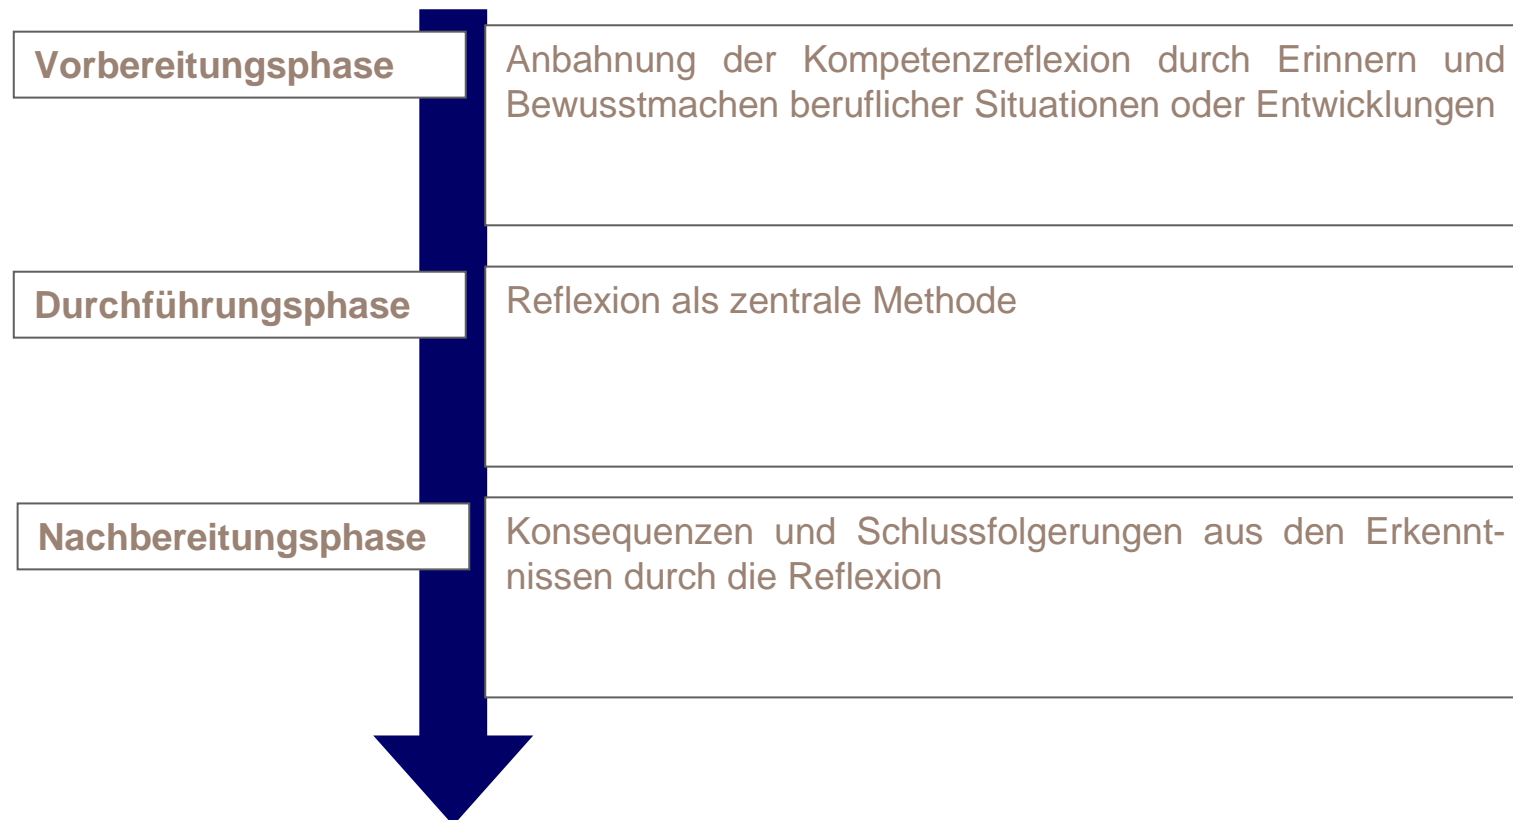 Vorbereitungsphase
Anbahnung der Kompetenzreflexion durch Erinnern und
Bewusstmachen beruflicher Situationen oder Entwicklungen
Durchführungsphase
Reflexion als zentrale Methode
Nachbereitungsphase
Konsequenzen und Schlussfolgerungen aus den Erkennt-
nissen durch die Reflexion